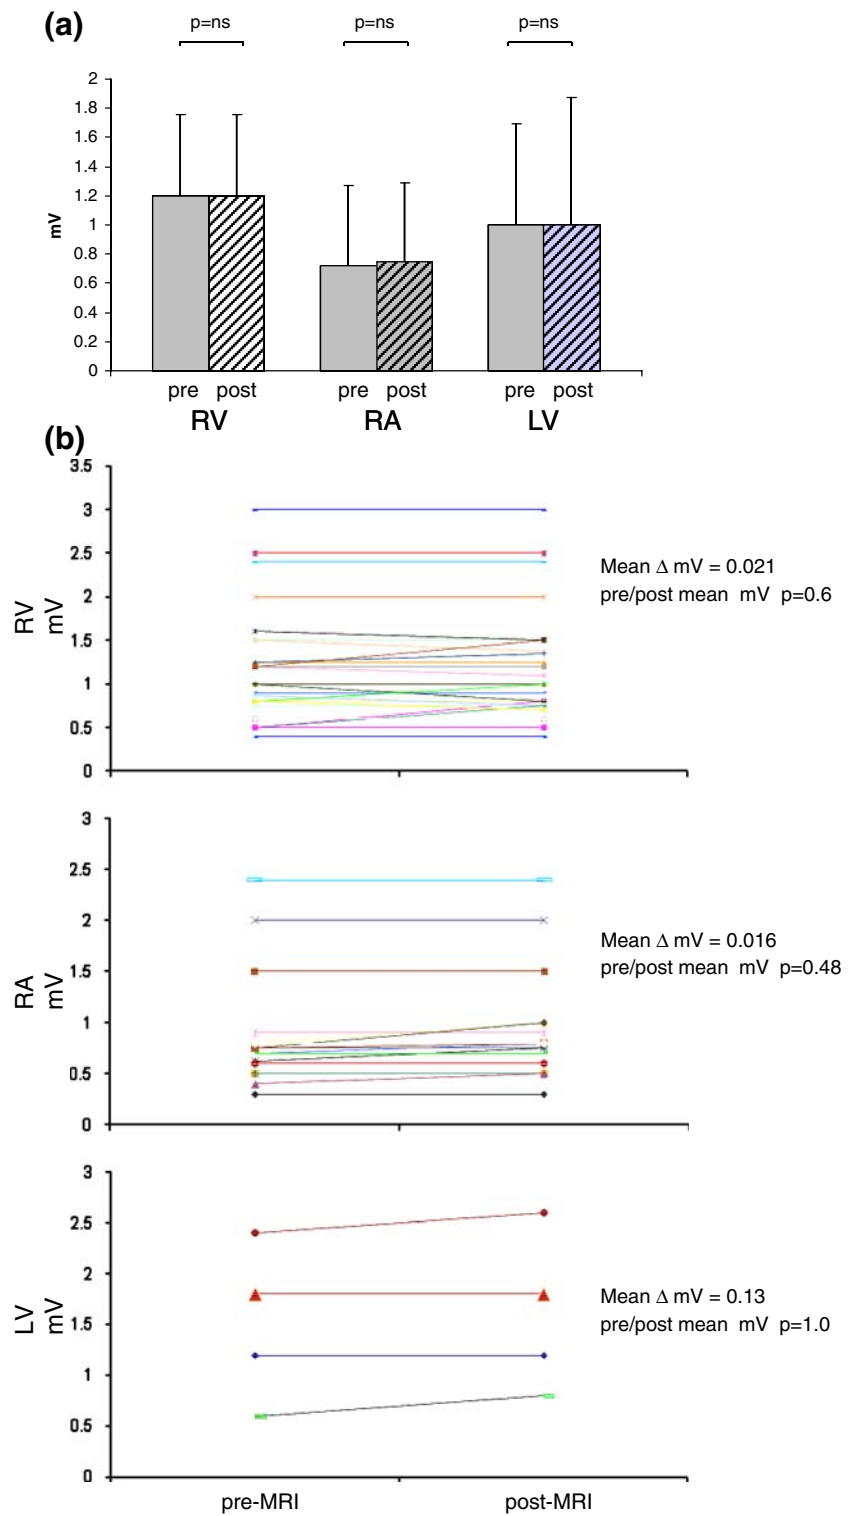 (a)
p=ns p=ns p=ns
2
1.8
1.6
1.4
1.2
1
0.8
0.6
0.4
0.2
0
mV
pre post pre post pre post
RV RA LV
(b)
3.5
3
2.5
2
1.5
1
0.5
0
RV
mV
Mean Δ mV = 0.021
pre/post mean mV p=0.6
3
2.5
2
1.5
1
0.5
0
RA
mV
Mean Δ mV = 0.016
pre/post mean mV p=0.48
3
2.5
2
1.5
1
0.5
0
LV
mV
Mean Δ mV = 0.13
pre/post mean mV p=1.0
pre-MRI post-MRI